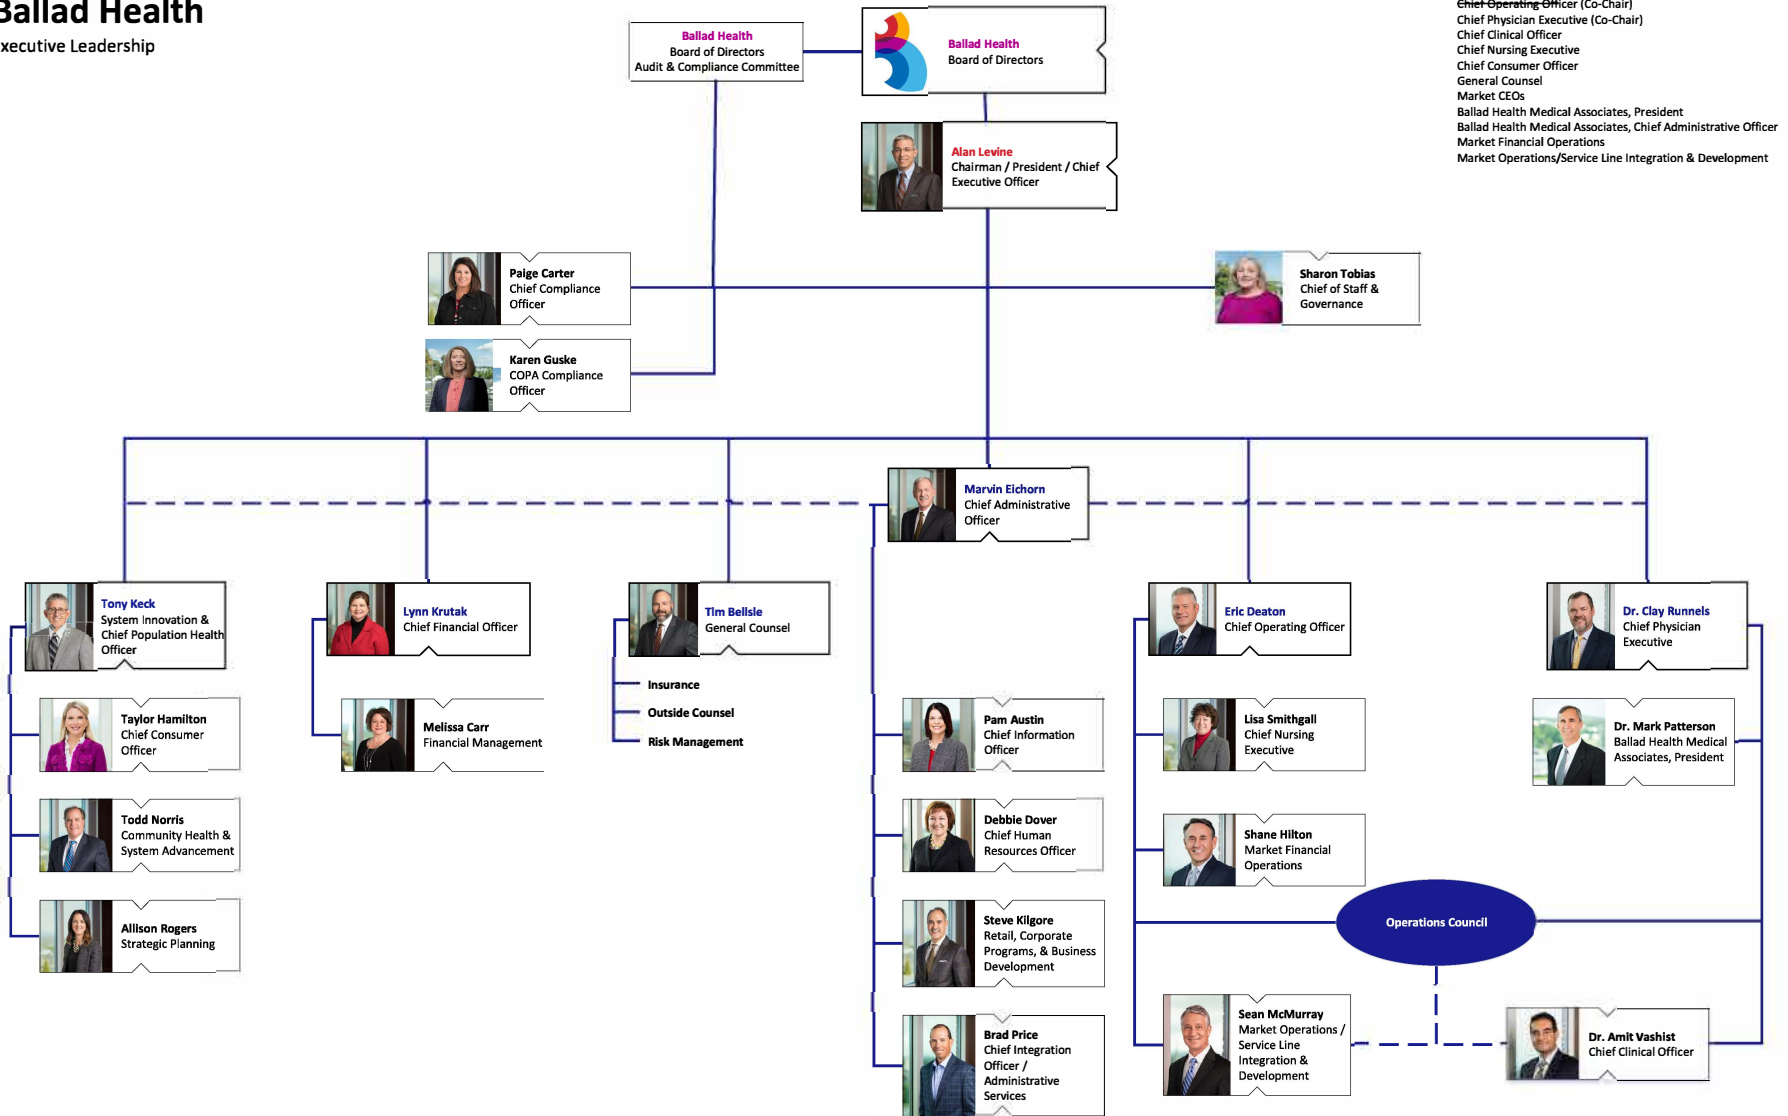 Ballad Health
xecutive Leadership
Ballad Health
Board of Directors
Audit & Compliance Committee
Ballad Health
Board of Directors
Chief Operating Officer (Co-Chair)
Chief Physician Executive (Co-Chair)
Chief Clinical Officer
Chief Nursing Executive
Chief Consumer Officer
General Counsel
Market CEOs
Ballad Health Medical Associates, President
Ballad Health Medical Associates, Chief Administrative Officer
Market Financial Operations
Market Operations/Service Line Integration & Development
Alan Levine
Chairman / President / Chief
Executive Officer
Paige Carter
Chief Compliance
Officer
Sharon Tobias
Chief of Staff &
Governance
Karen Guske
COPA Compliance
Officer
Marvin Eichorn
Chief Administrative
Officer
Tony Keck
System Innovation &
Chief Population Health
Officer
Lynn Krutak
Chief Financial Officer
Tim Bellsle
General Counsel
Eric Deaton
Chief Operating Officer
Dr. Clay Runnels
Chief Physician
Executive
Insurance
Outside Counsel
Risk Management
Taylor Hamilton
Chief Consumer
Officer
Melissa Carr
Financial Management
Pam Austin
Chief Information
Officer
Lisa Smithgall
Chief Nursing
Executive
Dr. Mark Patterson
Ballad Health Medical
Associates, President
Todd Norris
Community Health &
System Advancement
Debbie Dover
Chief Human
Resources Officer
Shane Hilton
Market Financial
Operations
Allison Rogers
Strategic Planning
Steve Kilgore
Retail, Corporate
Programs, & Business
Development
Operations Council
Brad Price
Chief Integration
Officer /
Administrative
Services
Sean McMurray
Market Operations /
Service Line
Integration &
Development
Dr. Amit Vashist
Chief Clinical Officer